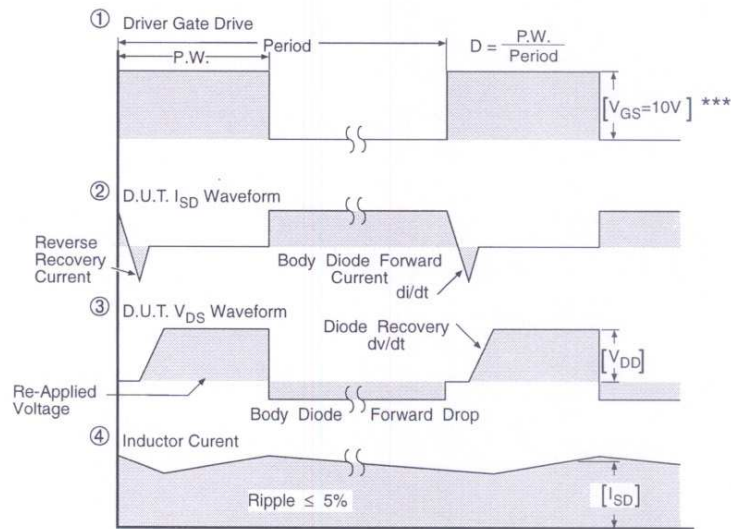 ① Driver Gate Drive
Period
P.W.
D = P.W.
Period
[VGS=10V] ***
② D.U.T. ISD Waveform
Reverse
Recovery
Current
Body Diode Forward
Current
di/dt
③ D.U.T. VDS Waveform
Diode Recovery
dv/dt
[VDD]
Re-Applied
Voltage
Body Diode Forward Drop
④ Inductor Curent
Ripple ≤ 5%
[ISD]